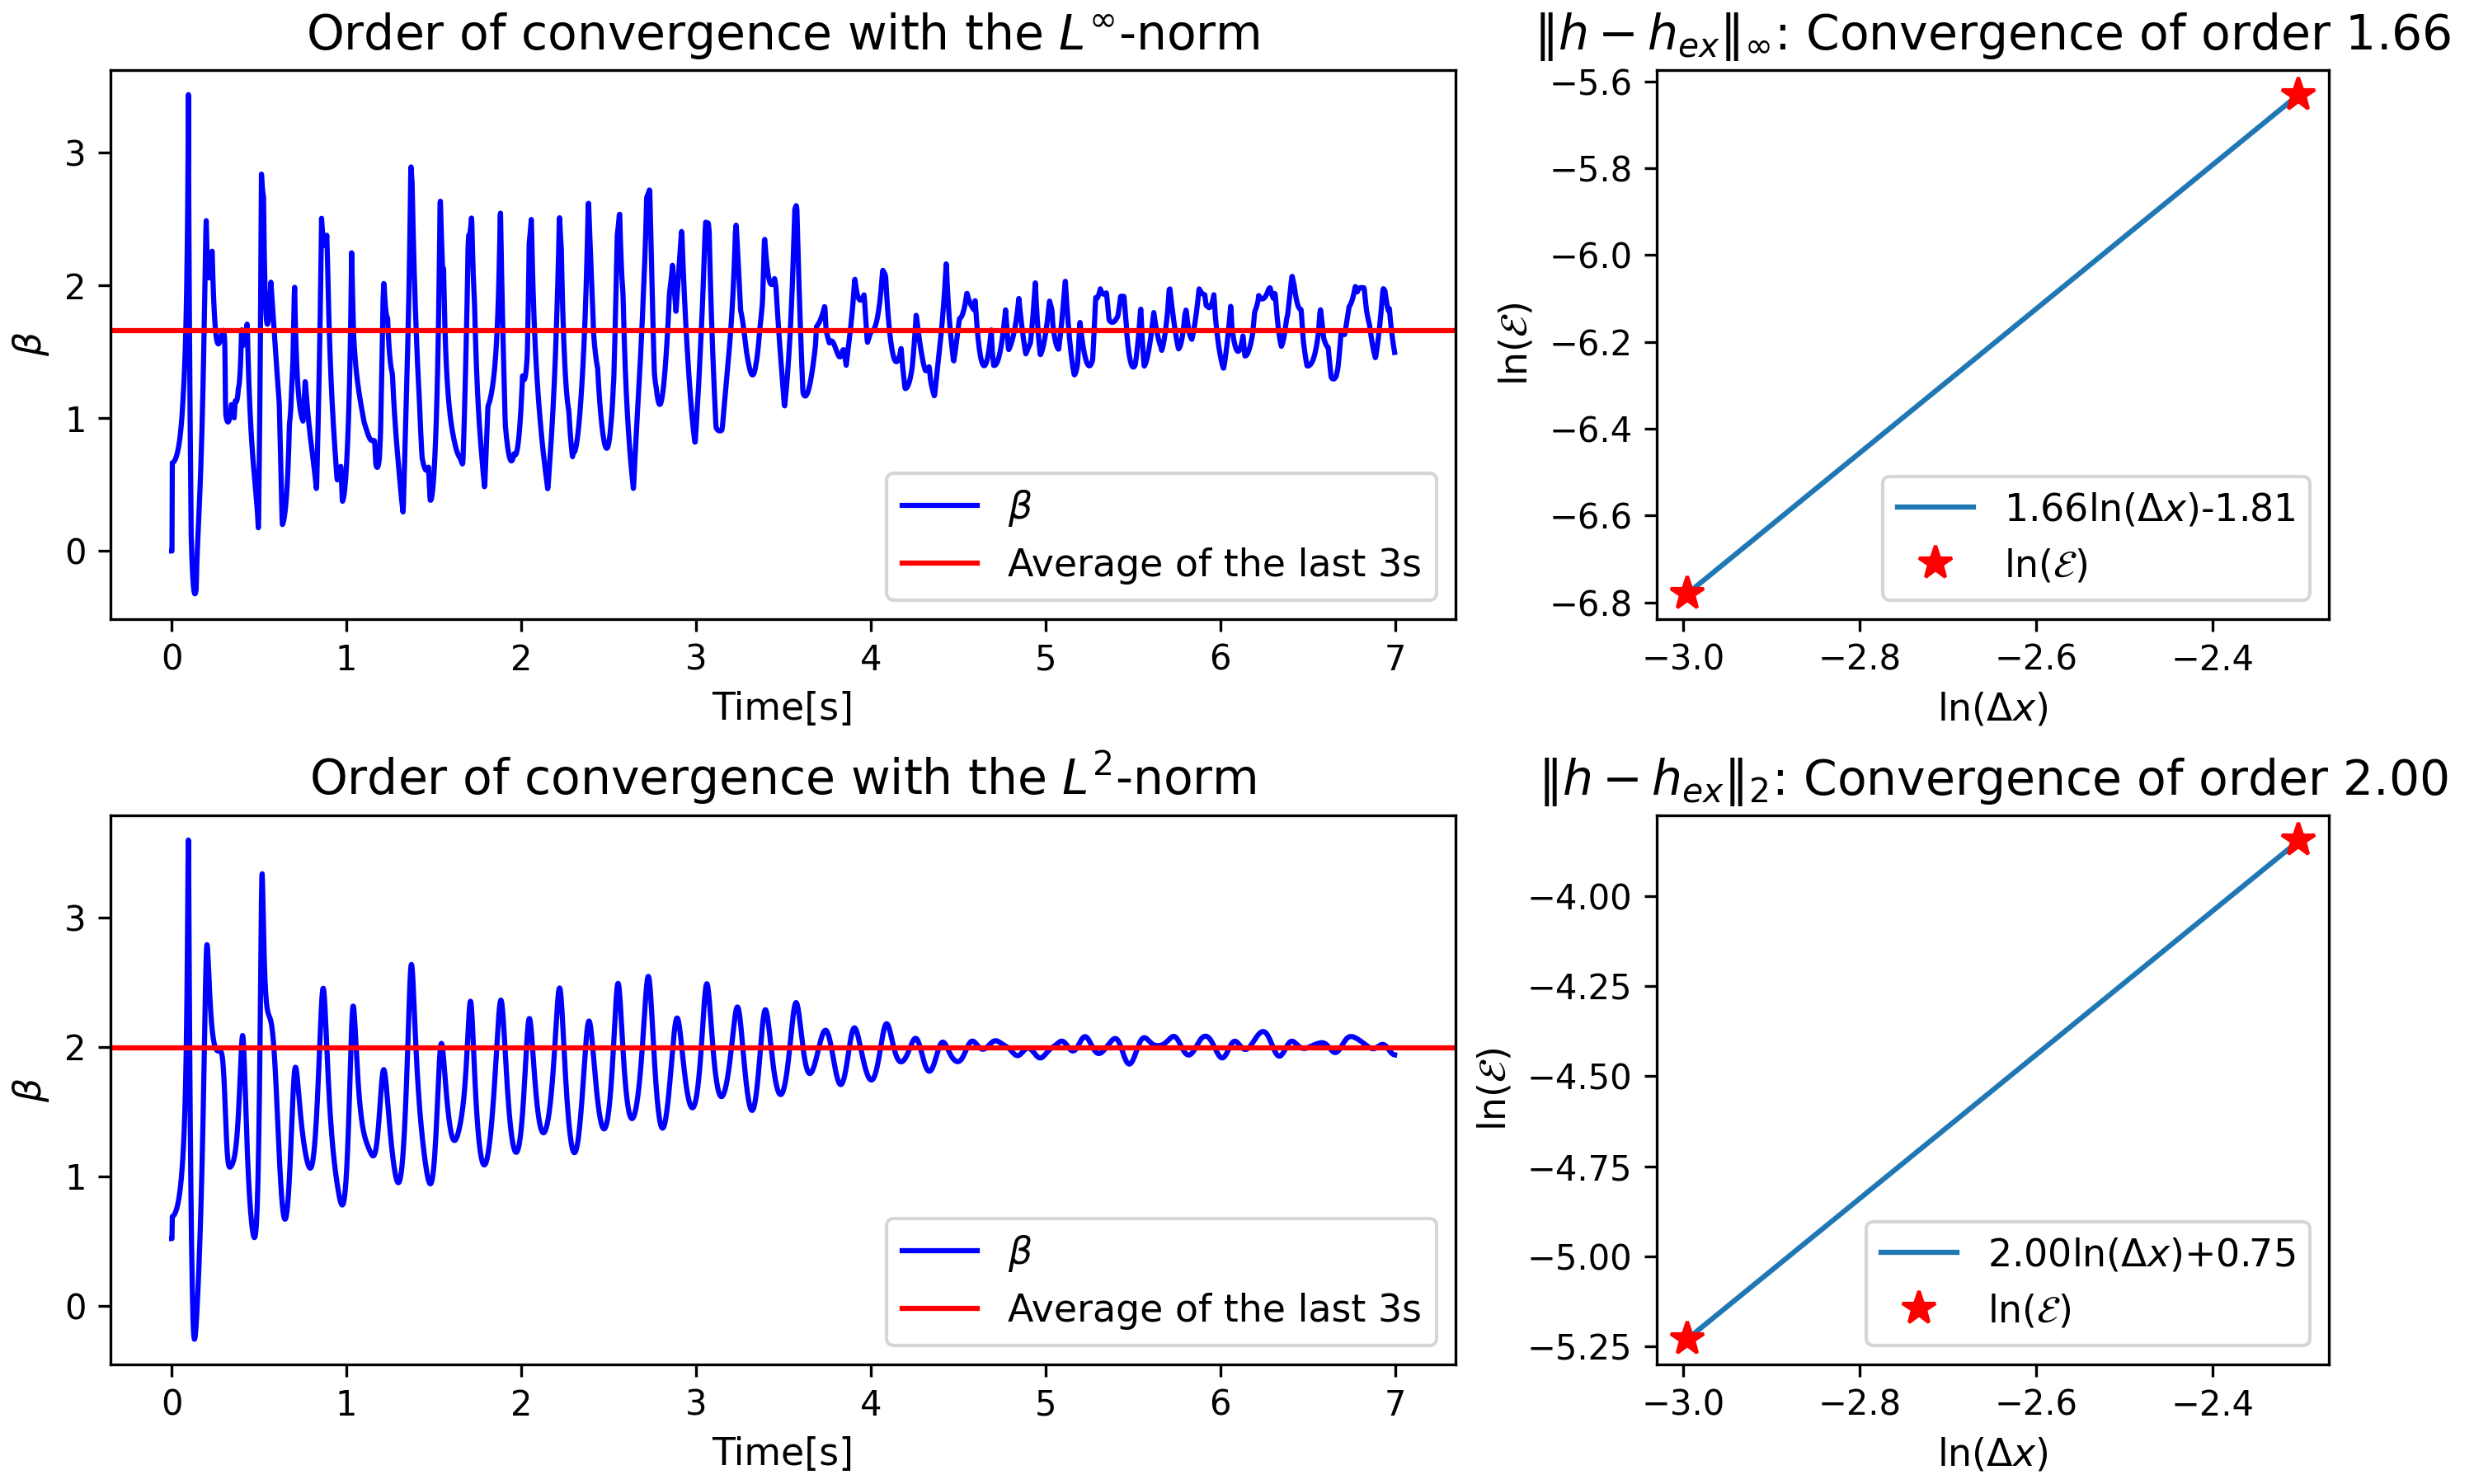 Order of convergence with the L^∞-norm
β
3
2
1
0
0 1 2 3 4 5 6 7
Time[s]
β
Average of the last 3s
‖h − h_{ex}‖_∞: Convergence of order 1.66
ln(ℰ)
−5.6
−5.8
−6.0
−6.2
−6.4
−6.6
−6.8
−3.0 −2.8 −2.6 −2.4
ln(Δx)
1.66ln(Δx)-1.81
ln(ℰ)
Order of convergence with the L^2-norm
β
3
2
1
0
0 1 2 3 4 5 6 7
Time[s]
β
Average of the last 3s
‖h − h_{ex}‖_2: Convergence of order 2.00
ln(ℰ)
−4.00
−4.25
−4.50
−4.75
−5.00
−5.25
−3.0 −2.8 −2.6 −2.4
ln(Δx)
2.00ln(Δx)+0.75
ln(ℰ)